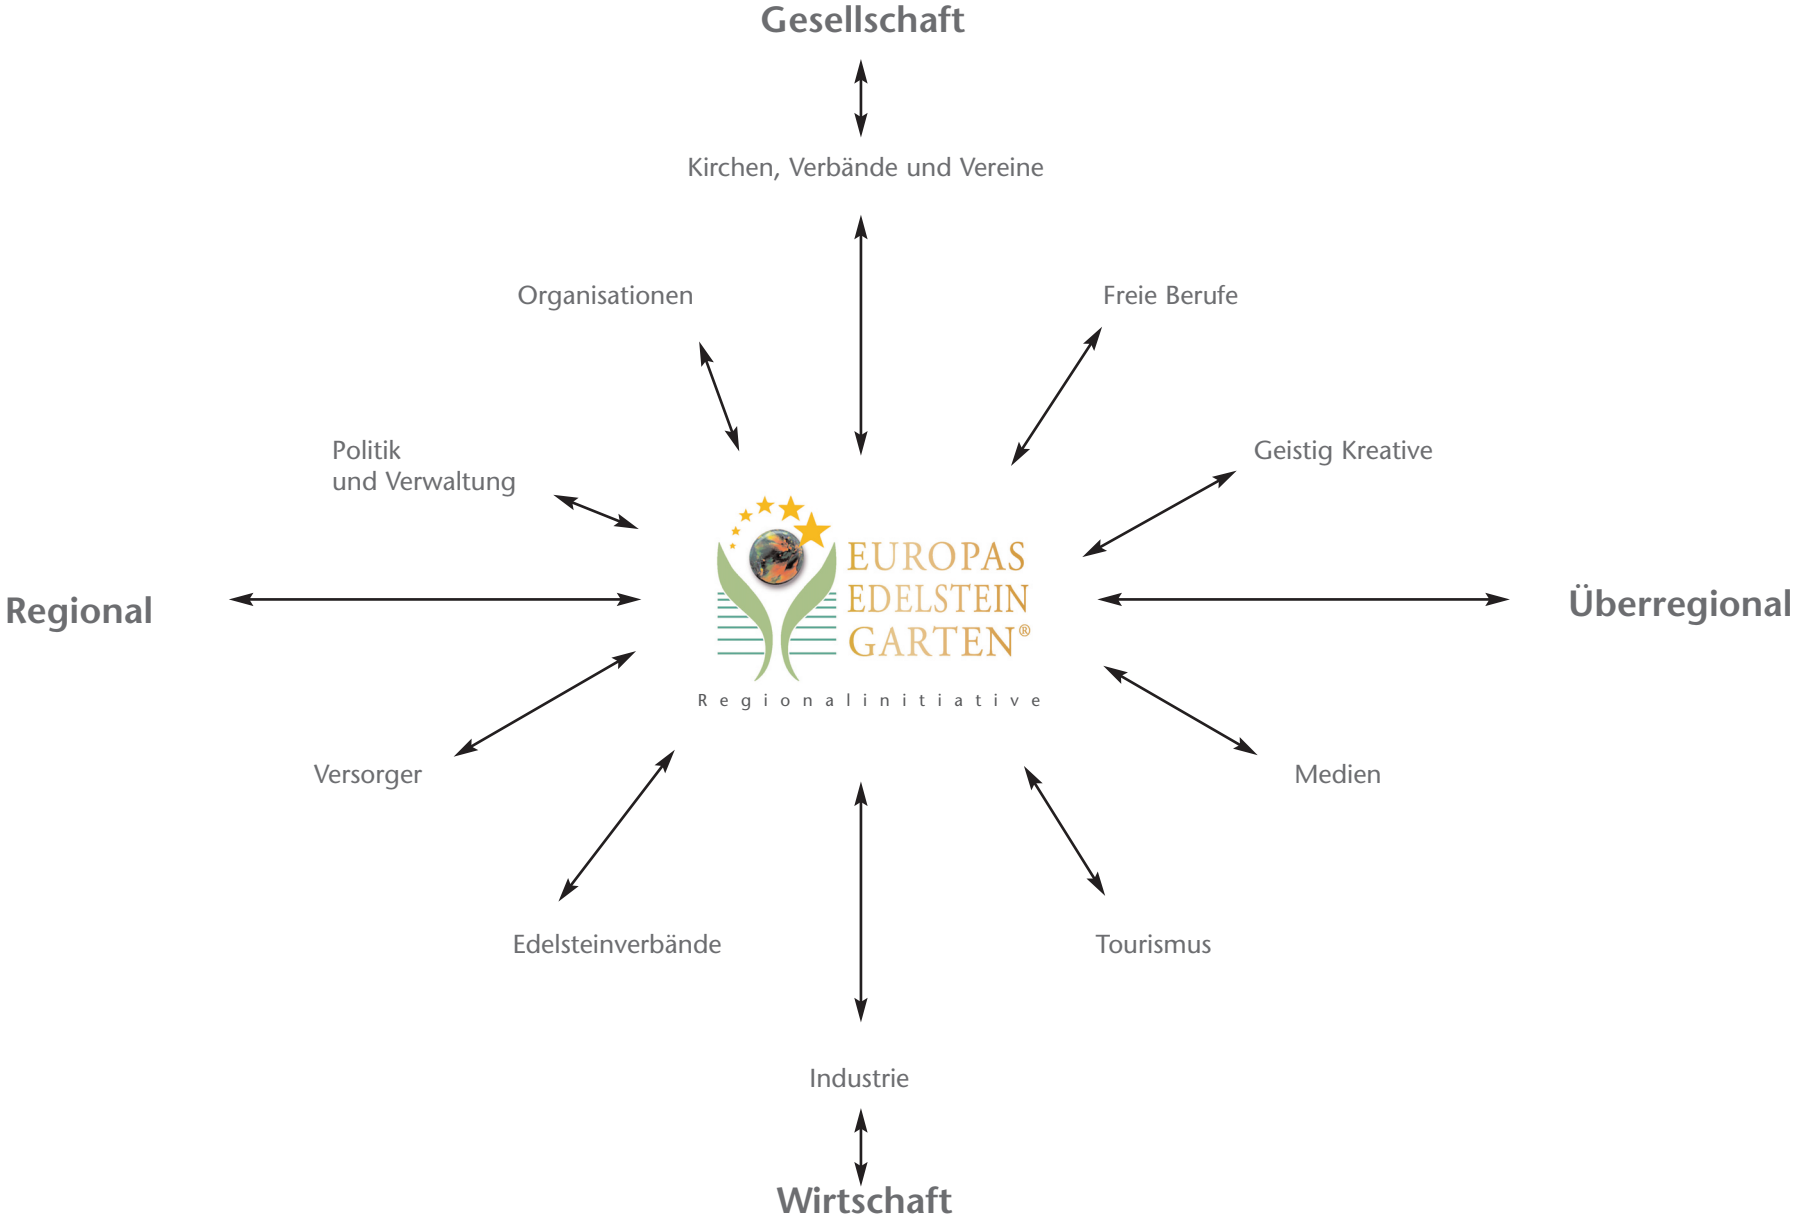 Gesellschaft
Kirchen, Verbände und Vereine
Organisationen
Freie Berufe
Politik
und Verwaltung
Geistig Kreative
EUROPAS
EDELSTEIN
GARTEN®
Regionalinitiative
Regional
Überregional
Versorger
Medien
Edelsteinverbände
Tourismus
Industrie
Wirtschaft